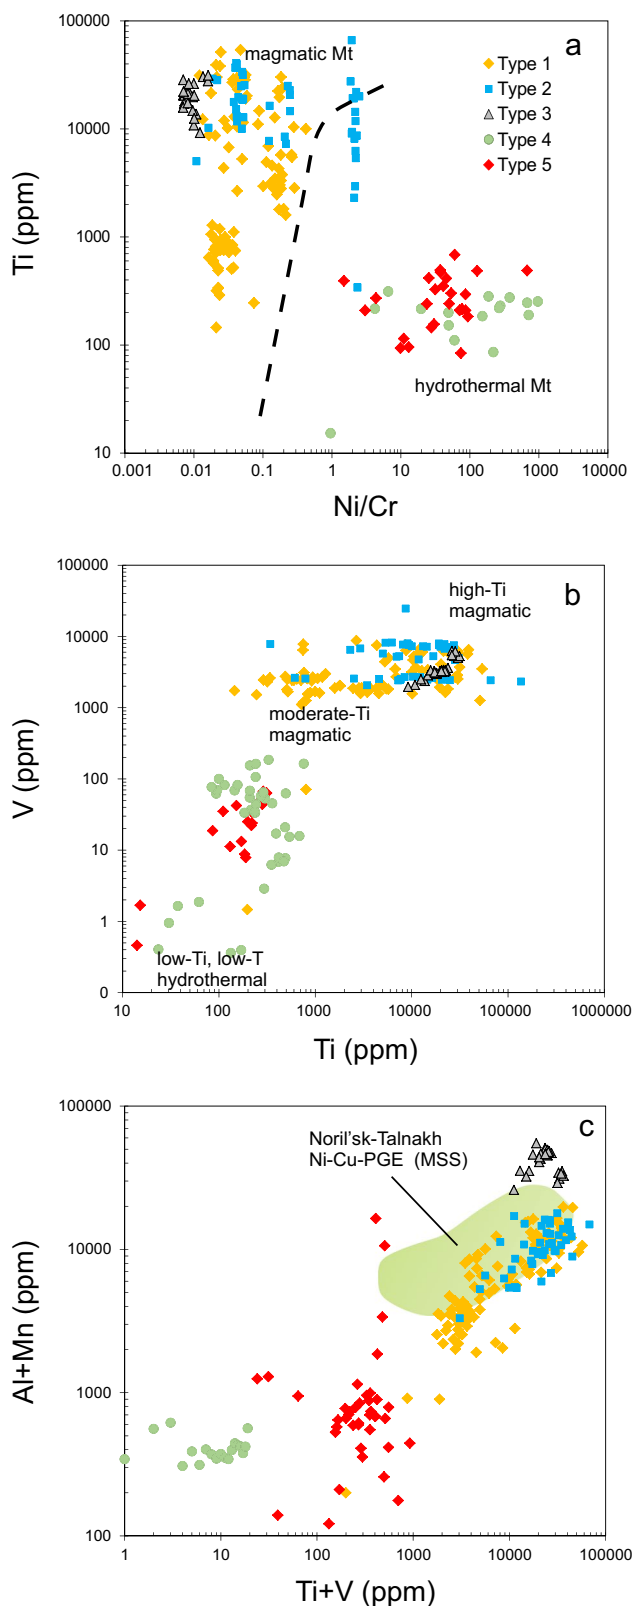 100000
10000
1000
100
10
Ti (ppm)
a
magmatic Mt
Type 1
Type 2
Type 3
Type 4
Type 5
hydrothermal Mt
0.001
0.01
0.1
1
10
100
1000
10000
Ni/Cr
100000
10000
1000
100
10
1
0
V (ppm)
b
high-Ti
magmatic
moderate-Ti
magmatic
low-Ti, low-T
hydrothermal
10
100
1000
10000
100000
1000000
Ti (ppm)
100000
10000
1000
100
Al+Mn (ppm)
c
Noril'sk-Talnakh
Ni-Cu-PGE (MSS)
1
10
100
1000
10000
100000
Ti+V (ppm)